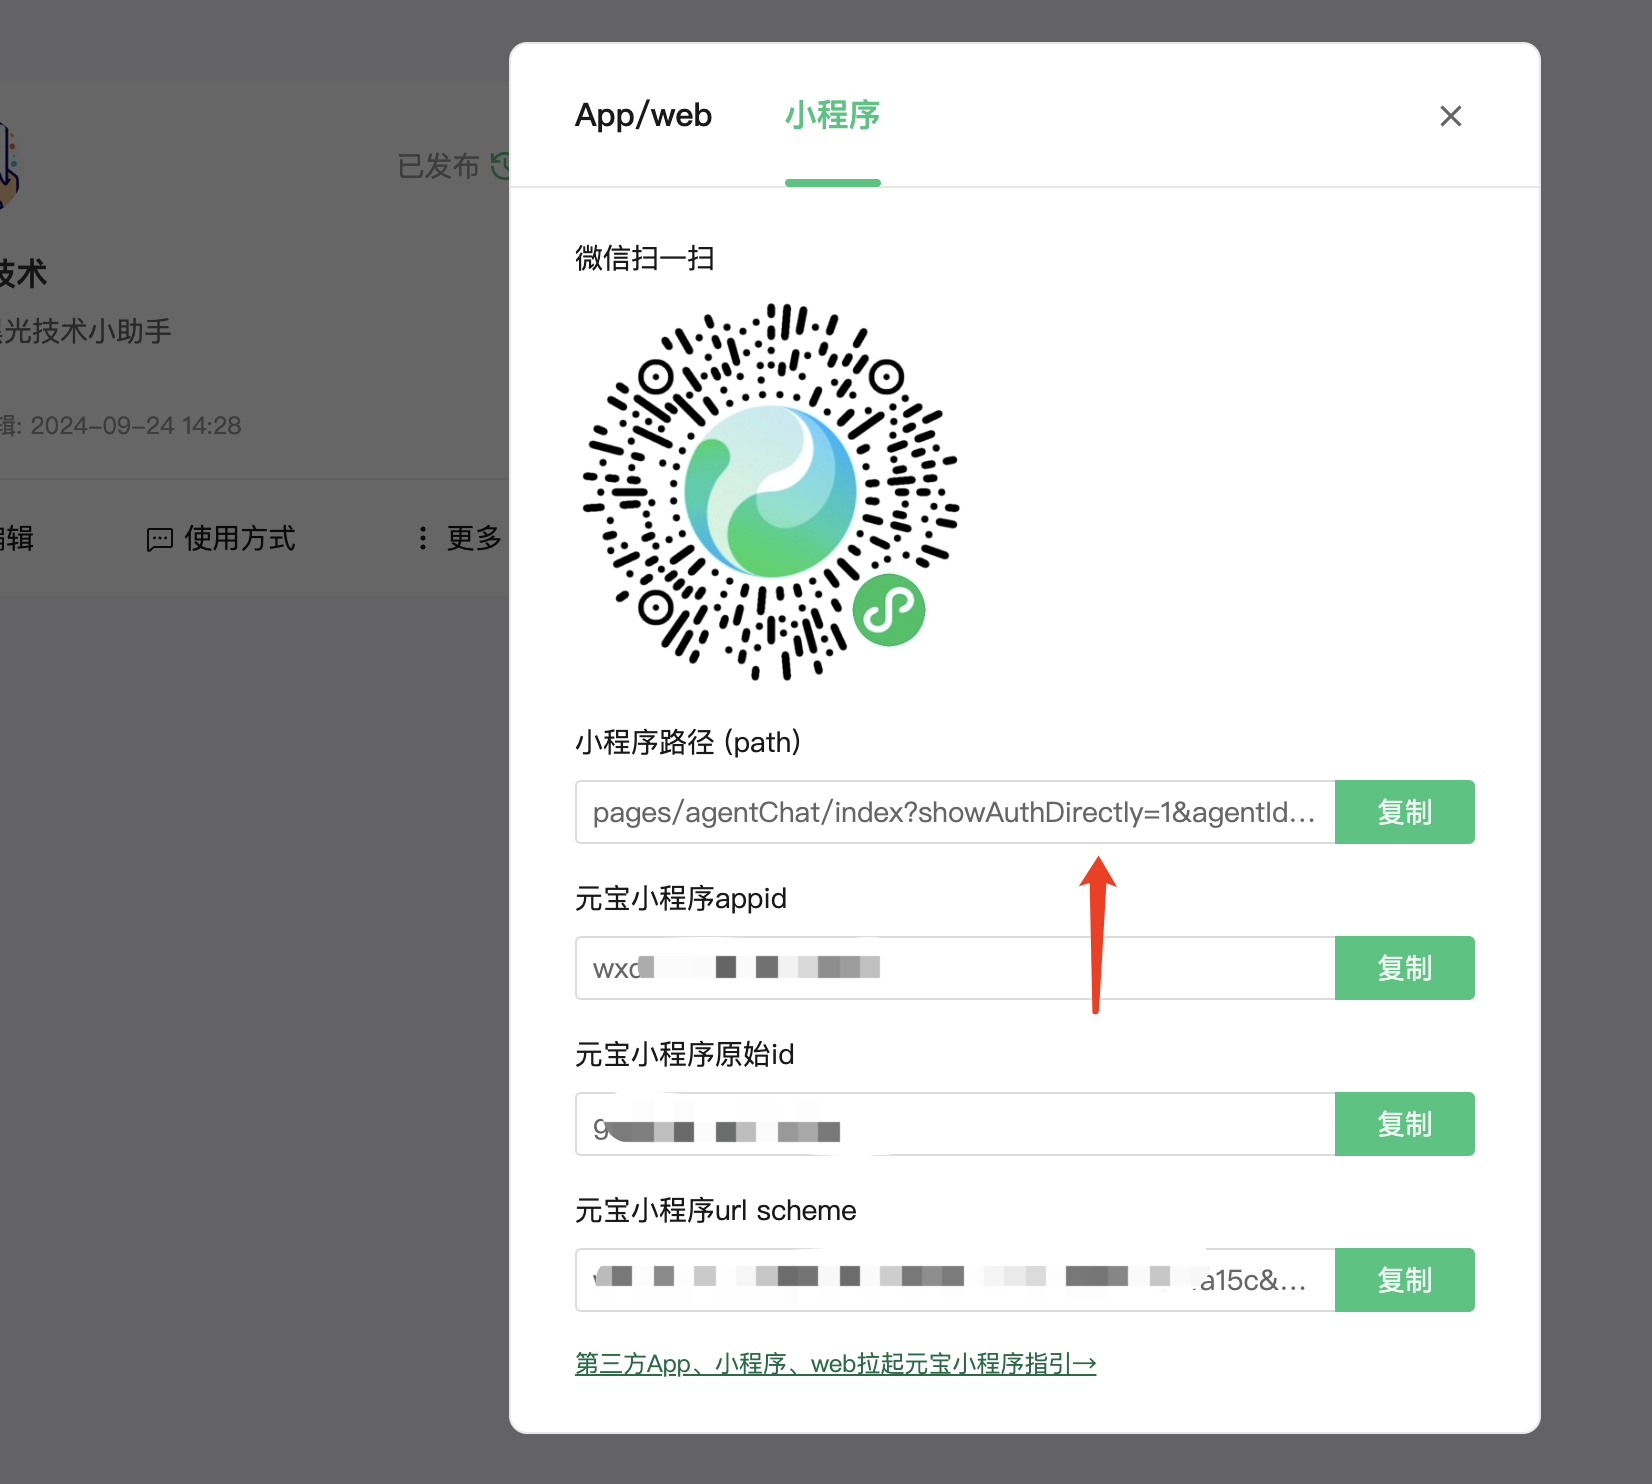 App/web 小程序
已发布
微信扫一扫
技术
光技术小助手
辑: 2024-09-24 14:28
编辑 使用方式 更多
小程序路径 (path)
pages/agentChat/index?showAuthDirectly=1&agentId... 复制
元宝小程序appid
wxd 复制
元宝小程序原始id
g 复制
元宝小程序url scheme
a15c&... 复制
第三方App、小程序、web拉起元宝小程序指引→